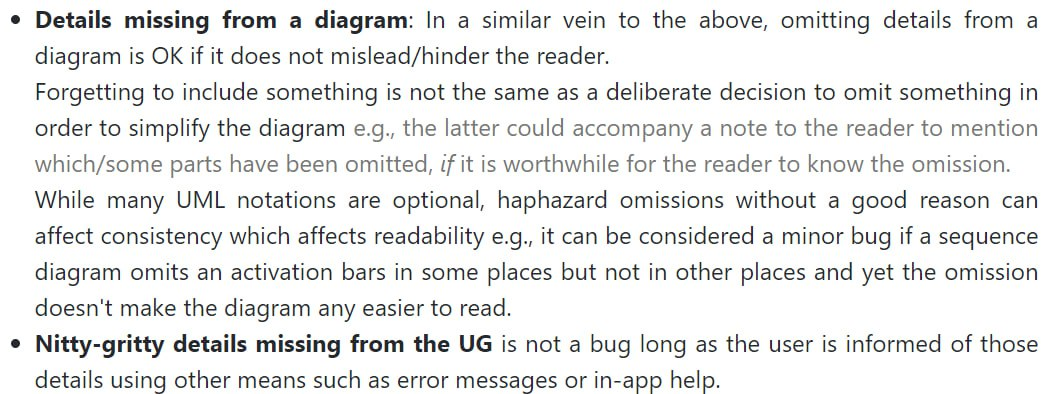 • Details missing from a diagram: In a similar vein to the above, omitting details from a
diagram is OK if it does not mislead/hinder the reader.
Forgetting to include something is not the same as a deliberate decision to omit something in
order to simplify the diagram e.g., the latter could accompany a note to the reader to mention
which/some parts have been omitted, if it is worthwhile for the reader to know the omission.
While many UML notations are optional, haphazard omissions without a good reason can
affect consistency which affects readability e.g., it can be considered a minor bug if a sequence
diagram omits an activation bars in some places but not in other places and yet the omission
doesn't make the diagram any easier to read.
• Nitty-gritty details missing from the UG is not a bug long as the user is informed of those
details using other means such as error messages or in-app help.